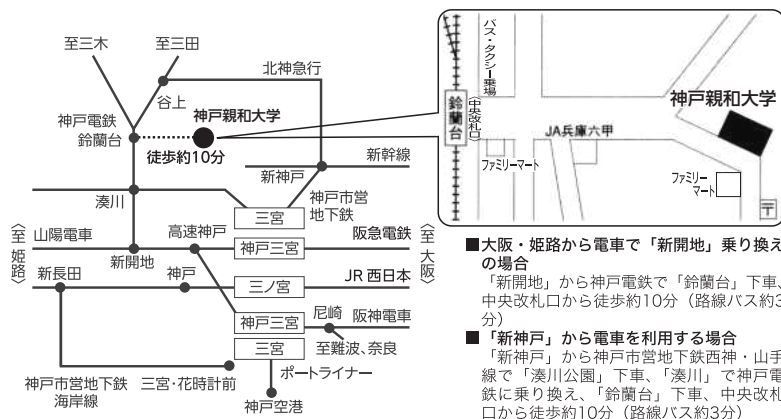 至三木
至三田
北神急行
谷上
神戸電鉄
鈴蘭台
神戸親和大学
徒歩約10分
新幹線
新神戸
神戸市営
地下鉄
湊川
三宮
〈至 姫路〉
山陽電車
高速神戸
神戸三宮
阪急電鉄
〈至 大阪〉
新開地
新長田
神戸
三ノ宮
JR西日本
尼崎
神戸三宮
阪神電車
至難波、奈良
三宮
ポートライナー
神戸市営地下鉄
海岸線
三宮・花時計前
神戸空港
バス・タクシー乗場
鈴蘭台
(中央改札口)
JA兵庫六甲
ファミリーマート
神戸親和大学
ファミリー
マート
〒
■大阪・姫路から電車で「新開地」乗り換え
の場合
「新開地」から神戸電鉄で「鈴蘭台」下車、
中央改札口から徒歩約10分（路線バス約3
分）
■「新神戸」から電車を利用する場合
「新神戸」から神戸市営地下鉄西神・山手
線で「湊川公園」下車、「湊川」で神戸電
鉄に乗り換え、「鈴蘭台」下車、中央改札
口から徒歩約10分（路線バス約3分）